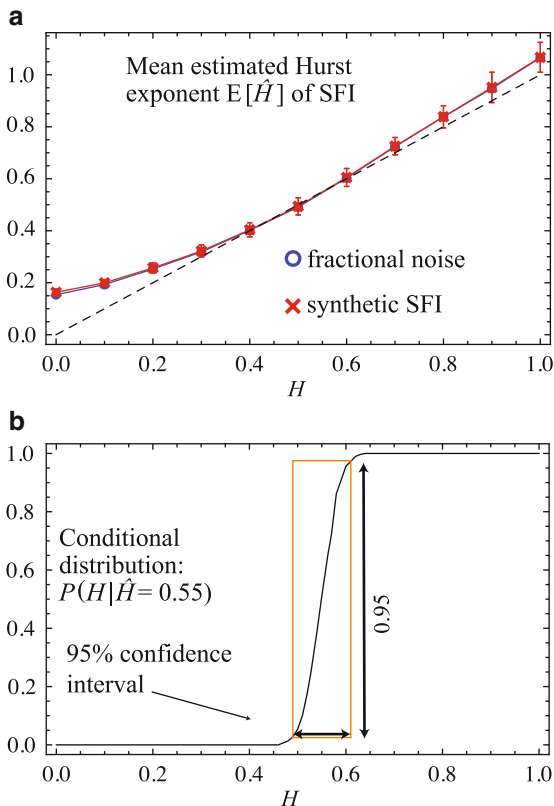 a
Mean estimated Hurst
exponent E[Ĥ] of SFI
fractional noise
synthetic SFI
1.0
0.8
0.6
0.4
0.2
0.0
0.0 0.2 0.4 0.6 0.8 1.0
H
b
Conditional
distribution:
P(H|Ĥ= 0.55)
95% confidence
interval
0.95
1.0
0.8
0.6
0.4
0.2
0.0
0.0 0.2 0.4 0.6 0.8 1.0
H